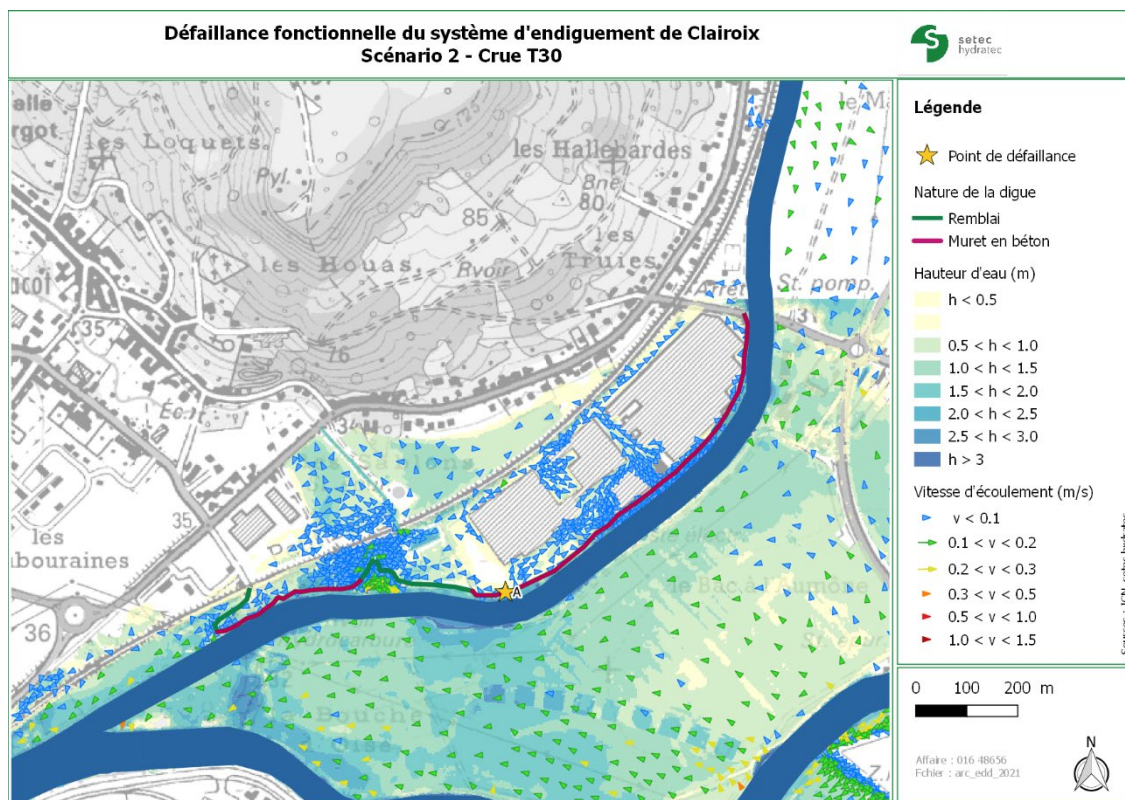 Défaillance fonctionnelle du système d'endiguement de Clairoix
Scénario 2 - Crue T30
setec
hydratec
les Loquets
Pyl.
les Hallebardes
Bne
80
85
les
Truies
les Houas
Rvoir
76
35
Arrêt
St. pomp.
35
les
36
A
Légende
Point de défaillance
Nature de la digue
Remblai
Muret en béton
Hauteur d'eau (m)
h < 0.5
0.5 < h < 1.0
1.0 < h < 1.5
1.5 < h < 2.0
2.0 < h < 2.5
2.5 < h < 3.0
h > 3
Vitesse d'écoulement (m/s)
v < 0.1
0.1 < v < 0.2
0.2 < v < 0.3
0.3 < v < 0.5
0.5 < v < 1.0
1.0 < v < 1.5
0 100 200 m
Affaire : 016 48656
Fchier : arc_edd_2021
N